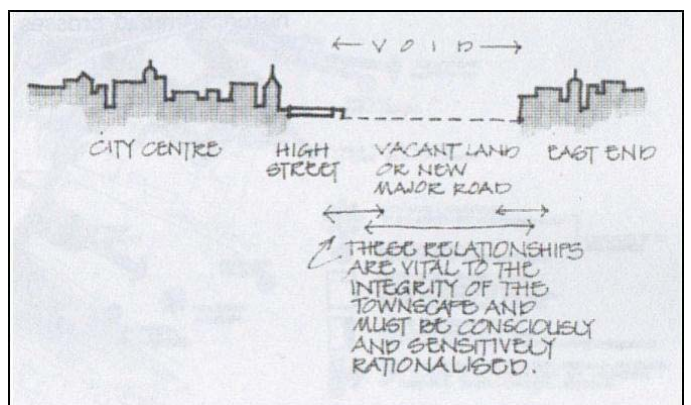 VOID
CITY CENTRE
HIGH
STREET
VACANT LAND
OR NEW
MAJOR ROAD
EAST END
THESE RELATIONSHIPS
ARE VITAL TO THE
INTEGRITY OF THE
TOWNSCAPE AND
MUST BE CONSCIOUSLY
AND SENSITIVELY
RATIONALISED.